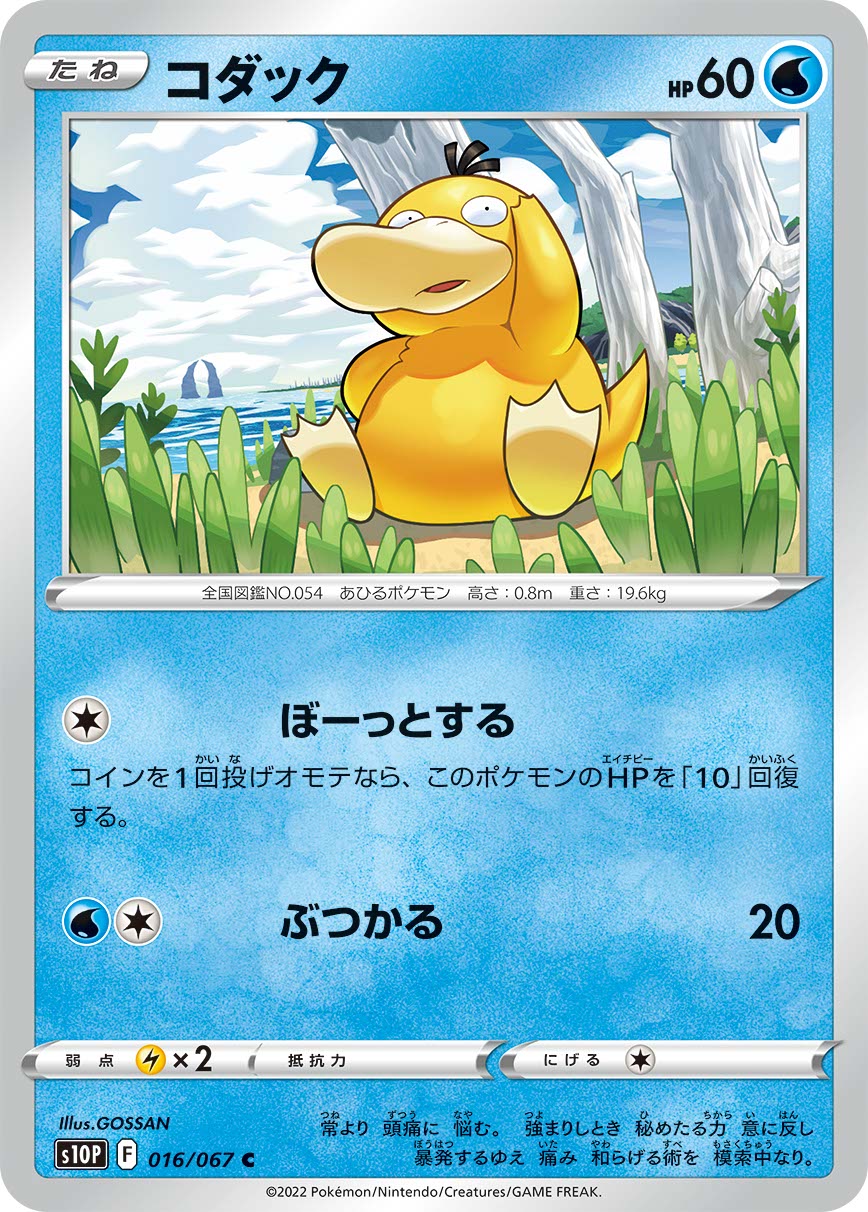 たね コダック HP60
全国図鑑NO.054 あひるポケモン 高さ:0.8m 重さ:19.6kg
ぼーっとする
かい な エイチピー かいふく
コインを1回投げオモテなら、このポケモンのHPを「10」回復
する。
ぶつかる 20
弱点 ×2 抵抗力 にげる
Illus.GOSSAN
つね ずつう なや つよ ひ ちから い はん
常より 頭痛に 悩む。 強まりしとき 秘めたる力 意に反し
ぼうはつ いた やわ すべ もさくちゅう
暴発するゆえ 痛み 和らげる術を 模索中なり。
s10P F 016/067 C
©2022 Pokémon/Nintendo/Creatures/GAME FREAK.